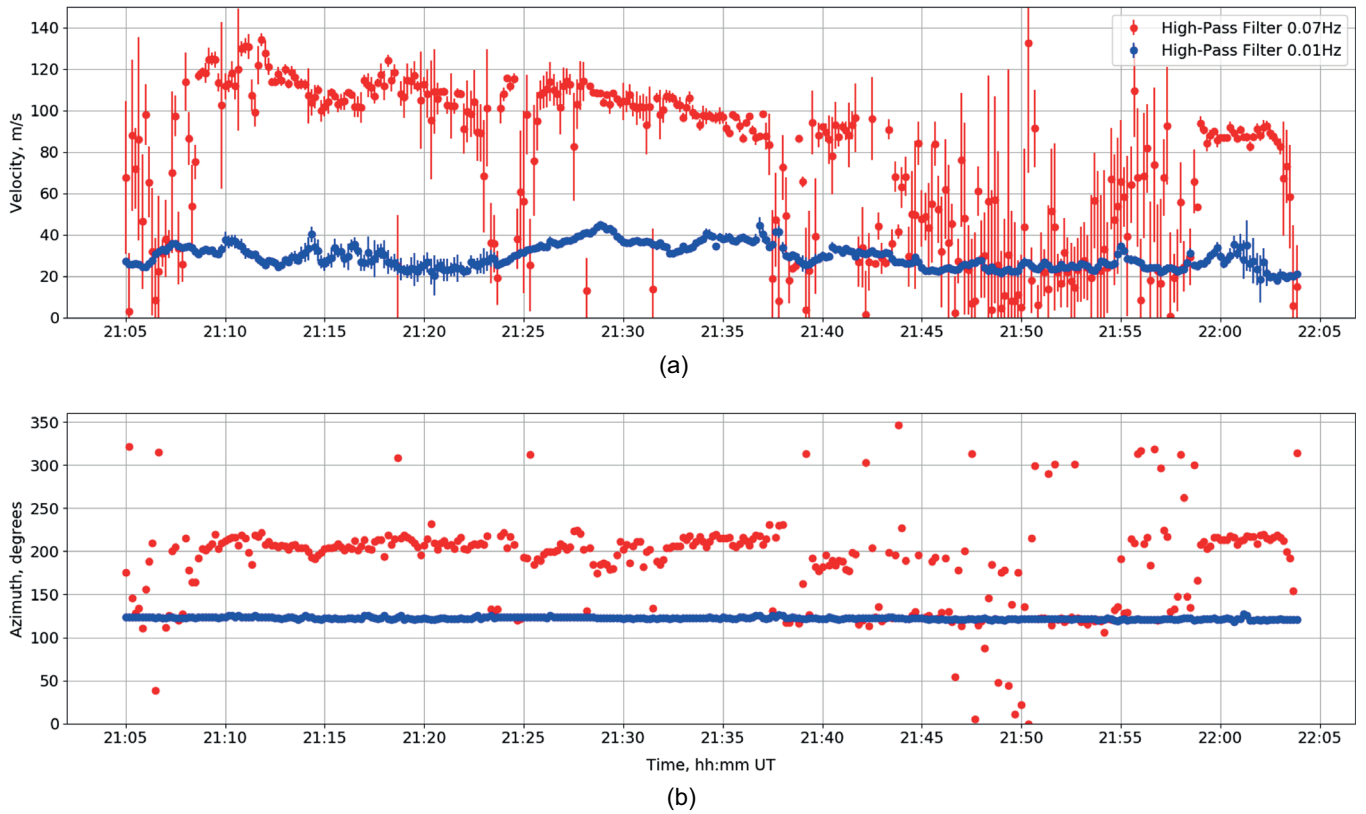 140
120
100
80
60
40
20
0
Velocity, m/s
High-Pass Filter 0.07Hz
High-Pass Filter 0.01Hz
21:05 21:10 21:15 21:20 21:25 21:30 21:35 21:40 21:45 21:50 21:55 22:00 22:05
(a)
350
300
250
200
150
100
50
0
Azimuth, degrees
21:05 21:10 21:15 21:20 21:25 21:30 21:35 21:40 21:45 21:50 21:55 22:00 22:05
Time, hh:mm UT
(b)